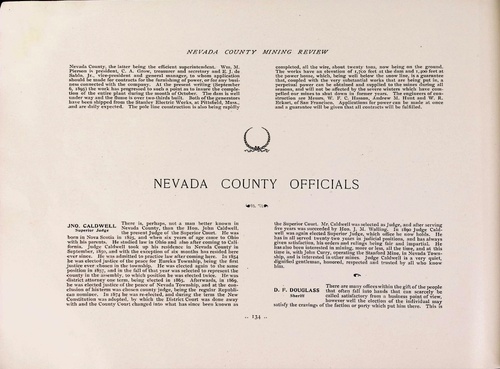 NEVADA COUNTY MINING REVIEW
Nevada County, the latter being the efficient superintendent. Wm. M.
Pierson is president, C. A. Grow, treasurer and secretary and E. J. de
Sabla, Jr., vice-president and general manager, to whom application
should be made for contracts for the furnishing of power, or for any busi-
ness connected with the company. At the present writing (October
8, 1895) the work has progressed to such a point as to insure the comple-
tion of the entire plant during the month of October. The dam is well
under way and the flume is over two-thirds built. Both of the generators
have been shipped from the Stanley Electric Works, at Pittsfield, Mass.,
and are duly expected. The pole line construction is also being rapidly
completed, all the wire, about twenty tons, now being on the ground.
The works have an elevation of 1,750 feet at the dam and 1,500 feet at
the power house, which, being well below the snow line, is a guarantee
that, coupled with the very substantial works that are being put in, a
perpetual power can be obtained and supplied to the mines during all
seasons, and will not be affected by the severe winters which have com-
pelled our mines to shut down in former years. The engineers of con-
struction are Messrs. W. F. C. Hasson, Andrew M. Hunt and W. R.
Eckart, of San Francisco. Applications for power can be made at once
and a guarantee will be given that all contracts will be fulfilled.
NEVADA COUNTY OFFICIALS
JNO. CALDWELL
Superior Judge
There is, perhaps, not a man better known in
Nevada County, than the Hon. John Caldwell,
the present Judge of the Superior Court. He was
born in Nova Scotia in 1825, and when six years of age came to Ohio
with his parents. He studied law in Ohio and also after coming to Cali-
fornia. Judge Caldwell took up his residence in Nevada County in
September, 1850, and with the exception of six months has resided here
ever since. He was admitted to practice law after coming here. In 1854
he was elected justice of the peace for Eureka Township, being the first
justice ever chosen in the township. He was elected again to the same
position in 1857, and in the fall of that year was selected to represent the
county in the assembly, to which position he was elected twice. He was
district attorney one term, being elected in 1865. Afterwards, in 1869,
he was elected justice of the peace of Nevada Township, and at the con-
clusion of his term was chosen county judge, being the regular Republi-
can nominee. In 1874 he was re-elected, and during the term the New
Constitution was adopted, by which the District Court was done away
with and the County Court changed into what has since been known as
the Superior Court. Mr. Caldwell was selected as Judge, and after serving
five years was succeeded by Hon. J. M. Walling. In 1890 Judge Cald-
well was again elected Superior Judge, which office he now holds. He
has in all served twenty-two years in judicial positions, and has always
given satisfaction, his orders and rulings being fair and impartial. He
has also been interested in mining, more or less, all the time, and at this
time is, with John Curry, prospecting the Stanford Mine, in Nevada Town-
ship, and is interested in other mines. Judge Caldwell is a very quiet,
dignified gentleman, honored, respected and trusted by all who know
him.
D. F. DOUGLASS
Sheriff
There are many offices within the gift of the people
that often fall into hands that can scarcely be
called satisfactory from a business point of view,
however well the election of the individual may
satisfy the cravings of the faction or party which put him there. This is
.. 134 ..